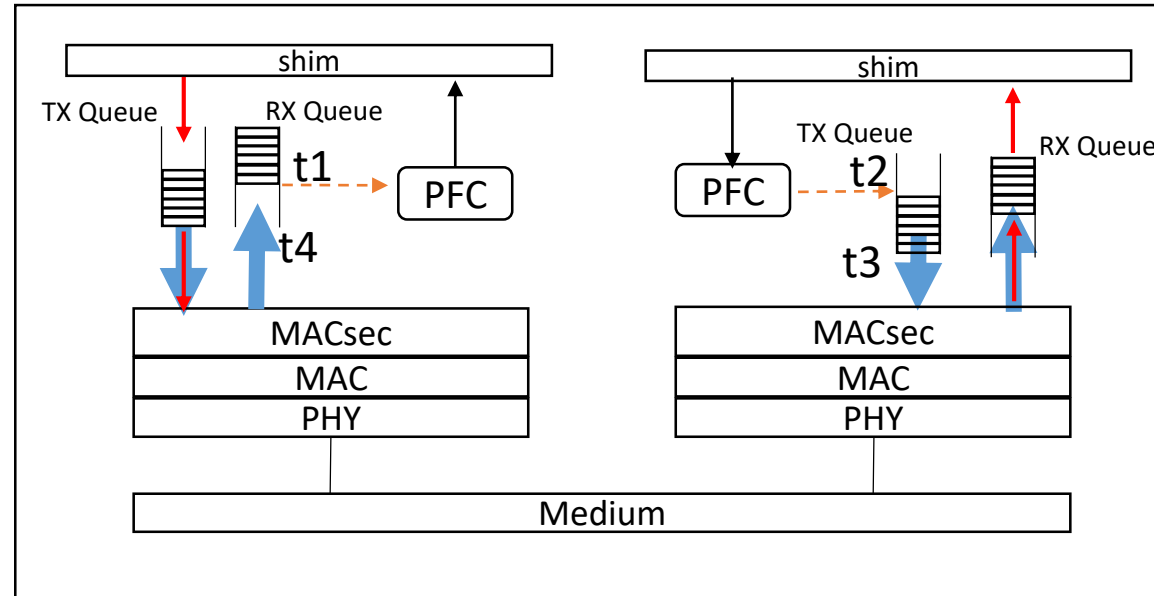 shim
TX Queue
RX Queue
t1
PFC
t4
MACsec
MAC
PHY
shim
TX Queue
RX Queue
PFC
t2
t3
MACsec
MAC
PHY
Medium